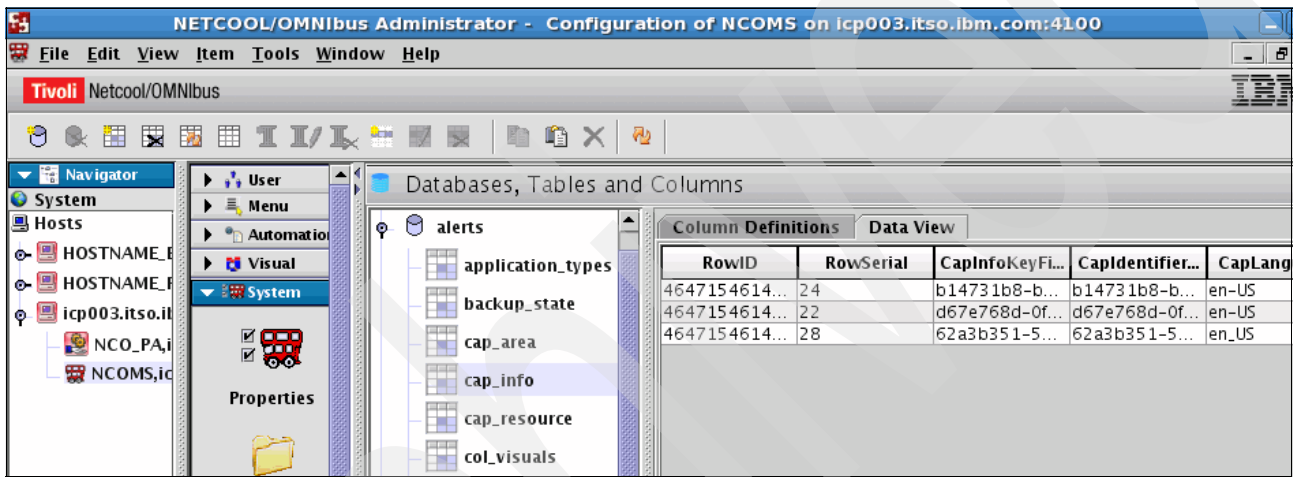 NETCOOL/OMNIbus Administrator - Configuration of NCOMS on icp003.itso.ibm.com:4100
File Edit View Item Tools Window Help
Tivoli Netcool/OMNIbus
IBM
Navigator
System
Hosts
HOSTNAME_
HOSTNAME_
icp003.itso.i
NCO_PA,i
NCOMS,ic
User
Menu
Automatio
Visual
System
Properties
Databases, Tables and Columns
alerts
application_types
backup_state
cap_area
cap_info
cap_resource
col_visuals
Column Definitions Data View
RowID RowSerial CapInfoKeyFi... CapIdentifier... CapLang
4647154614... 24 b14731b8-b... b14731b8-b... en-US
4647154614... 22 d67e768d-0f... d67e768d-0f... en-US
4647154614... 28 62a3b351-5... 62a3b351-5... en_US